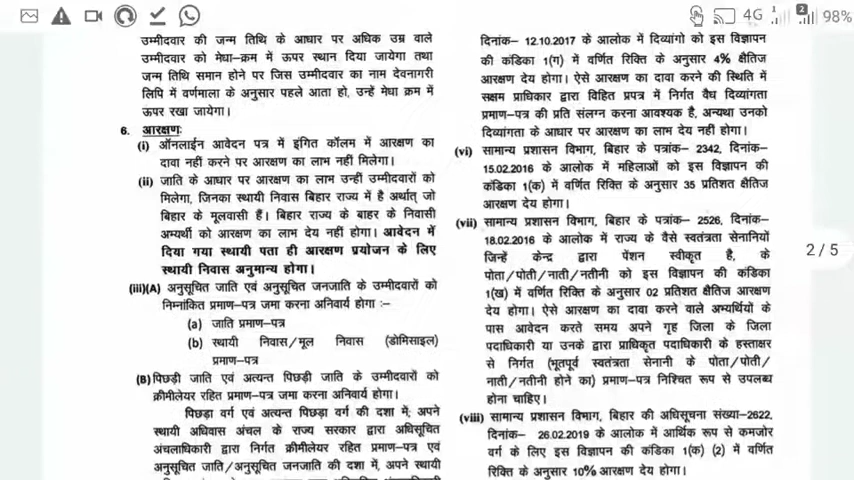 4G 98%
उम्मीदवार की जन्म तिथि के आधार पर अधिक उम्र वाले
उम्मीदवार को मेधा-क्रम में ऊपर स्थान दिया जायेगा तथा
जन्म तिथि समान होने पर जिस उम्मीदवार का नाम देवनागरी
लिपि में वर्णमाला के अनुसार पहले आता हो, उन्हें मेधा क्रम में
ऊपर रखा जायेगा।
6. आरक्षणः
(i) ऑनलाईन आवेदन पत्र में इंगित कॉलम में आरक्षण का
दावा नहीं करने पर आरक्षण का लाभ नहीं मिलेगा।
(ii) जाति के आधार पर आरक्षण का लाभ उन्हीं उम्मीदवारों को
मिलेगा, जिनका स्थायी निवास बिहार राज्य में है अर्थात् जो
बिहार के मूलवासी हैं। बिहार राज्य के बाहर के निवासी
अभ्यर्थी को आरक्षण का लाभ देय नहीं होगा। आवेदन में
दिया गया स्थायी पता ही आरक्षण प्रयोजन के लिए
स्थायी निवास अनुमान्य होगा।
(iii)(A) अनुसूचित जाति एवं अनुसूचित जनजाति के उम्मीदवारों को
निम्नांकित प्रमाण-पत्र जमा करना अनिवार्य होगा :-
(a) जाति प्रमाण-पत्र
(b) स्थायी निवास/मूल निवास (डोमिसाइल)
प्रमाण-पत्र
(B) पिछड़ी जाति एवं अत्यन्त पिछड़ी जाति के उम्मीदवारों को
क्रीमीलेयर रहित प्रमाण-पत्र जमा करना अनिवार्य होगा।
पिछड़ा वर्ग एवं अत्यन्त पिछड़ा वर्ग की दशा में, अपने
स्थायी अधिवास अंचल के राज्य सरकार द्वारा अधिसूचित
अंचलाधिकारी द्वारा निर्गत क्रीमीलेयर रहित प्रमाण-पत्र एवं
अनुसूचित जाति/अनुसूचित जनजाति की दशा में, अपने स्थायी
दिनांक- 12.10.2017 के आलोक में दिव्यांगो को इस विज्ञापन
की कंडिका 1(ग) में वर्णित रिक्ति के अनुसार 4% क्षैतिज
आरक्षण देय होगा। ऐसे आरक्षण का दावा करने की स्थिति में
सक्षम प्राधिकार द्वारा विहित प्रपत्र में निर्गत वैध दिव्यांगता
प्रमाण-पत्र की प्रति संलग्न करना आवश्यक है, अन्यथा उनको
दिव्यांगता के आधार पर आरक्षण का लाभ देय नहीं होगा।
(vi) सामान्य प्रशासन विभाग, बिहार के पत्रांक- 2342, दिनांक-
15.02.2016 के आलोक में महिलाओं को इस विज्ञापन की
कंडिका 1(क) में वर्णित रिक्ति के अनुसार 35 प्रतिशत क्षैतिज
आरक्षण देय होगा।
(vii) सामान्य प्रशासन विभाग, बिहार के पत्रांक- 2526, दिनांक-
18.02.2016 के आलोक में राज्य के वैसे स्वतंत्रता सेनानियों
जिन्हें केन्द्र द्वारा पेंशन स्वीकृत है, के
पोता/पोती/नाती/नतीनी को इस विज्ञापन की कंडिका
1(ख) में वर्णित रिक्ति के अनुसार 02 प्रतिशत क्षैतिज आरक्षण
देय होगा। ऐसे आरक्षण का दावा करने वाले अभ्यर्थियों के
पास आवेदन करते समय अपने गृह जिला के जिला
पदाधिकारी या उनके द्वारा प्राधिकृत पदाधिकारी के हस्ताक्षर
से निर्गत (भूतपूर्व स्वतंत्रता सेनानी के पोता/पोती/
नाती/नतीनी होने का) प्रमाण-पत्र निश्चित रूप से उपलब्ध
होना चाहिए।
(viii) सामान्य प्रशासन विभाग, बिहार की अधिसूचना संख्या-2622,
दिनांक- 26.02.2019 के आलोक में आर्थिक रूप से कमजोर
वर्ग के लिए इस विज्ञापन की कंडिका 1(क) (2) में वर्णित
रिक्ति के अनुसार 10% आरक्षण देय होगा।
2/5